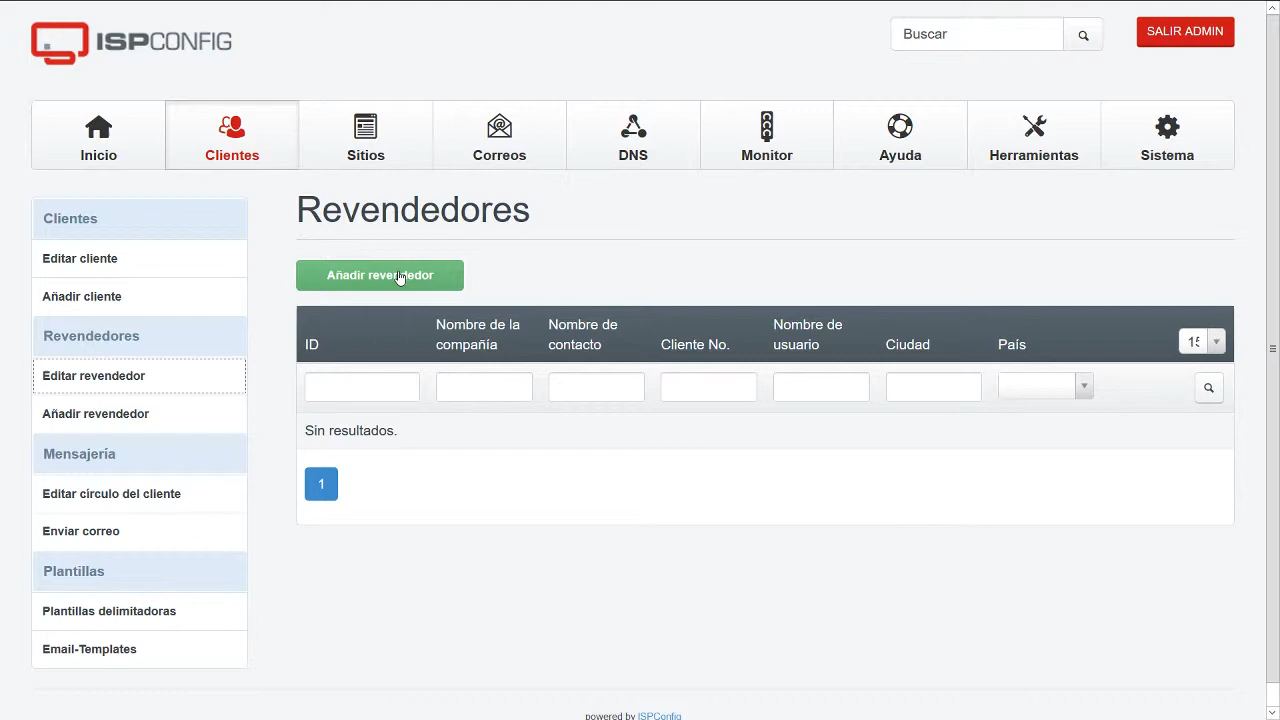 ISPCONFIG
Buscar
SALIR ADMIN
Inicio
Clientes
Sitios
Correos
DNS
Monitor
Ayuda
Herramientas
Sistema
Clientes
Editar cliente
Añadir cliente
Revendedores
Editar revendedor
Añadir revendedor
Mensajería
Editar círculo del cliente
Enviar correo
Plantillas
Plantillas delimitadoras
Email-Templates
Revendedores
Añadir revendedor
ID
Nombre de la compañía
Nombre de contacto
Cliente No.
Nombre de usuario
Ciudad
País
15
Sin resultados.
1
powered by ISPConfig